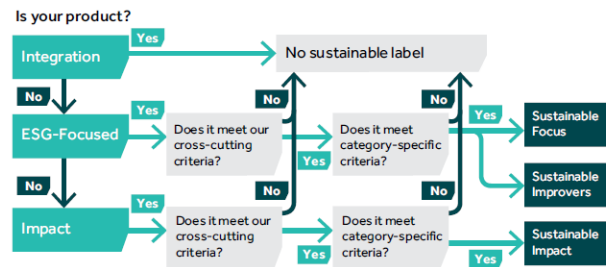 Is your product?
Integration
Yes
No sustainable label
No
No
No
ESG-Focused
Yes
Does it meet our
cross-cutting
criteria?
Yes
Does it meet
category-specific
criteria?
Yes
Sustainable
Focus
Sustainable
Improvers
No
No
No
Impact
Yes
Does it meet our
cross-cutting
criteria?
Yes
Does it meet
category-specific
criteria?
Yes
Sustainable
Impact